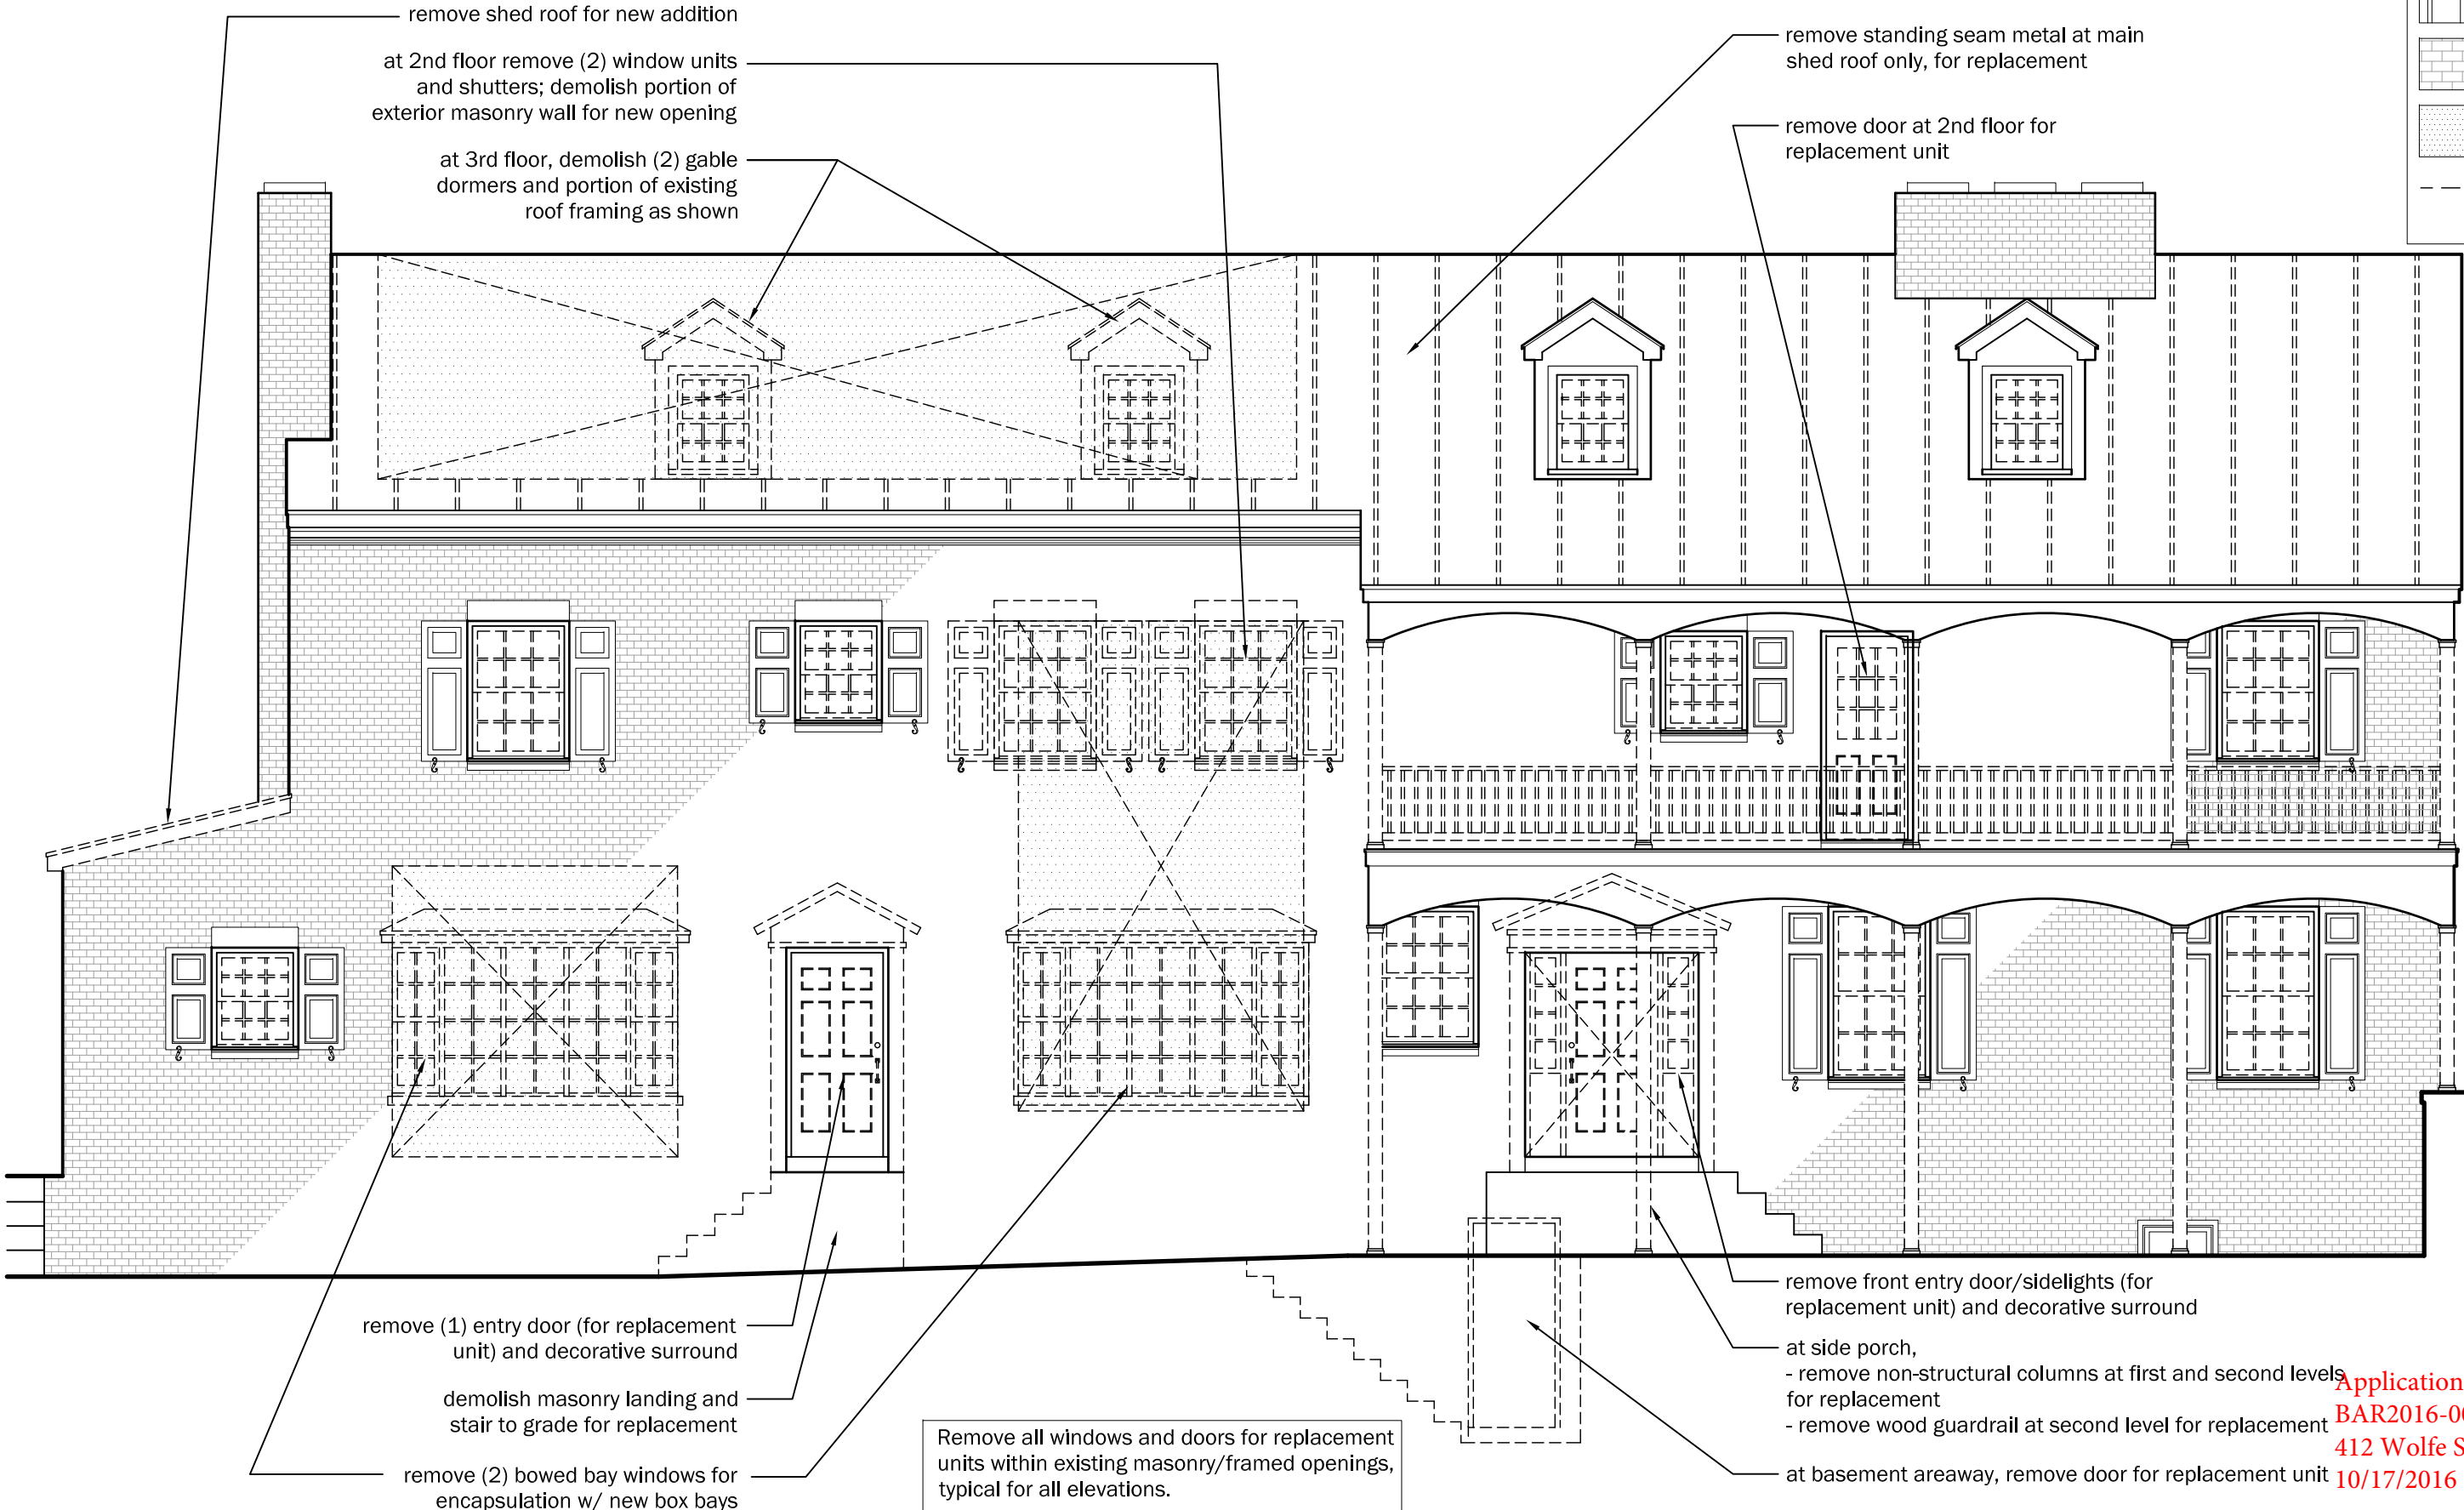 remove shed roof for new addition
at 2nd floor remove (2) window units
and shutters; demolish portion of
exterior masonry wall for new opening
at 3rd floor, demolish (2) gable
dormers and portion of existing
roof framing as shown
remove standing seam metal at main
shed roof only, for replacement
remove door at 2nd floor for
replacement unit
remove (1) entry door (for replacement
unit) and decorative surround
demolish masonry landing and
stair to grade for replacement
remove (2) bowed bay windows for
encapsulation w/ new box bays
Remove all windows and doors for replacement
units within existing masonry/framed openings,
typical for all elevations.
remove front entry door/sidelights (for
replacement unit) and decorative surround
at side porch,
- remove non-structural columns at first and second levels
for replacement
- remove wood guardrail at second level for replacement
at basement areaway, remove door for replacement unit
Application
BAR2016-00
412 Wolfe S
10/17/2016